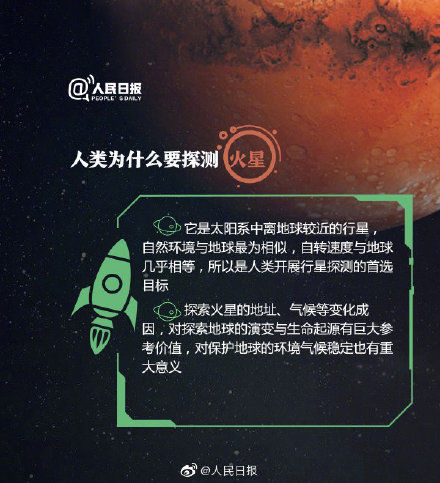 @人民日报
PEOPLE'S DAILY
人类为什么要探测火星
它是太阳系中离地球较近的行星，
自然环境与地球最为相似，自转速度与地球
几乎相等，所以是人类开展行星探测的首选
目标
探索火星的地址、气候等变化成
因，对探索地球的演变与生命起源有巨大参
考价值，对保护地球的环境气候稳定也有重
大意义
@人民日报